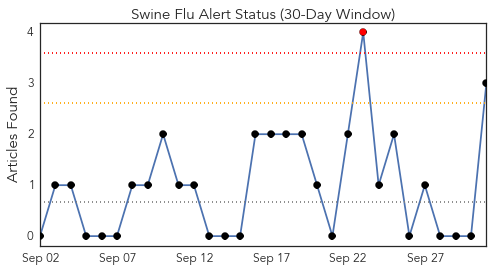 Swine Flu Alert Status (30-Day Window)
Articles Found
4
3
2
1
0
Sep 02 Sep 07 Sep 12 Sep 17 Sep 22 Sep 27